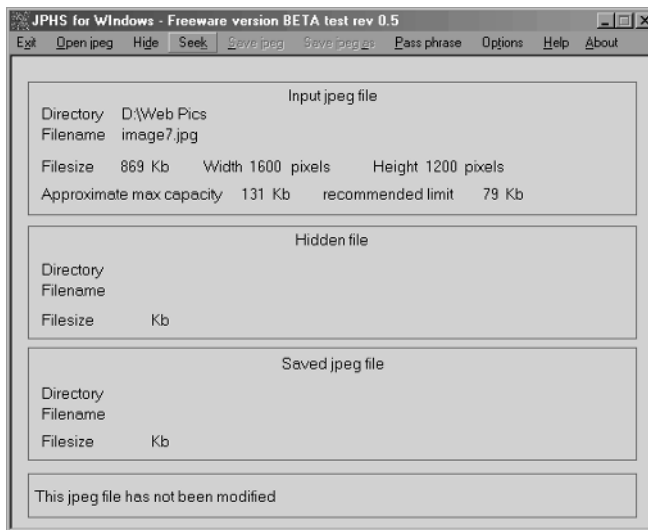 JPHS for WIndows - Freeware version BETA test rev 0.5
Exit Open jpeg Hide Seek Save jpeg Save jpeg as Pass phrase Options Help About
Input jpeg file
Directory D:\Web Pics
Filename image7.jpg
Filesize 869 Kb Width 1600 pixels Height 1200 pixels
Approximate max capacity 131 Kb recommended limit 79 Kb
Hidden file
Directory
Filename
Filesize Kb
Saved jpeg file
Directory
Filename
Filesize Kb
This jpeg file has not been modified